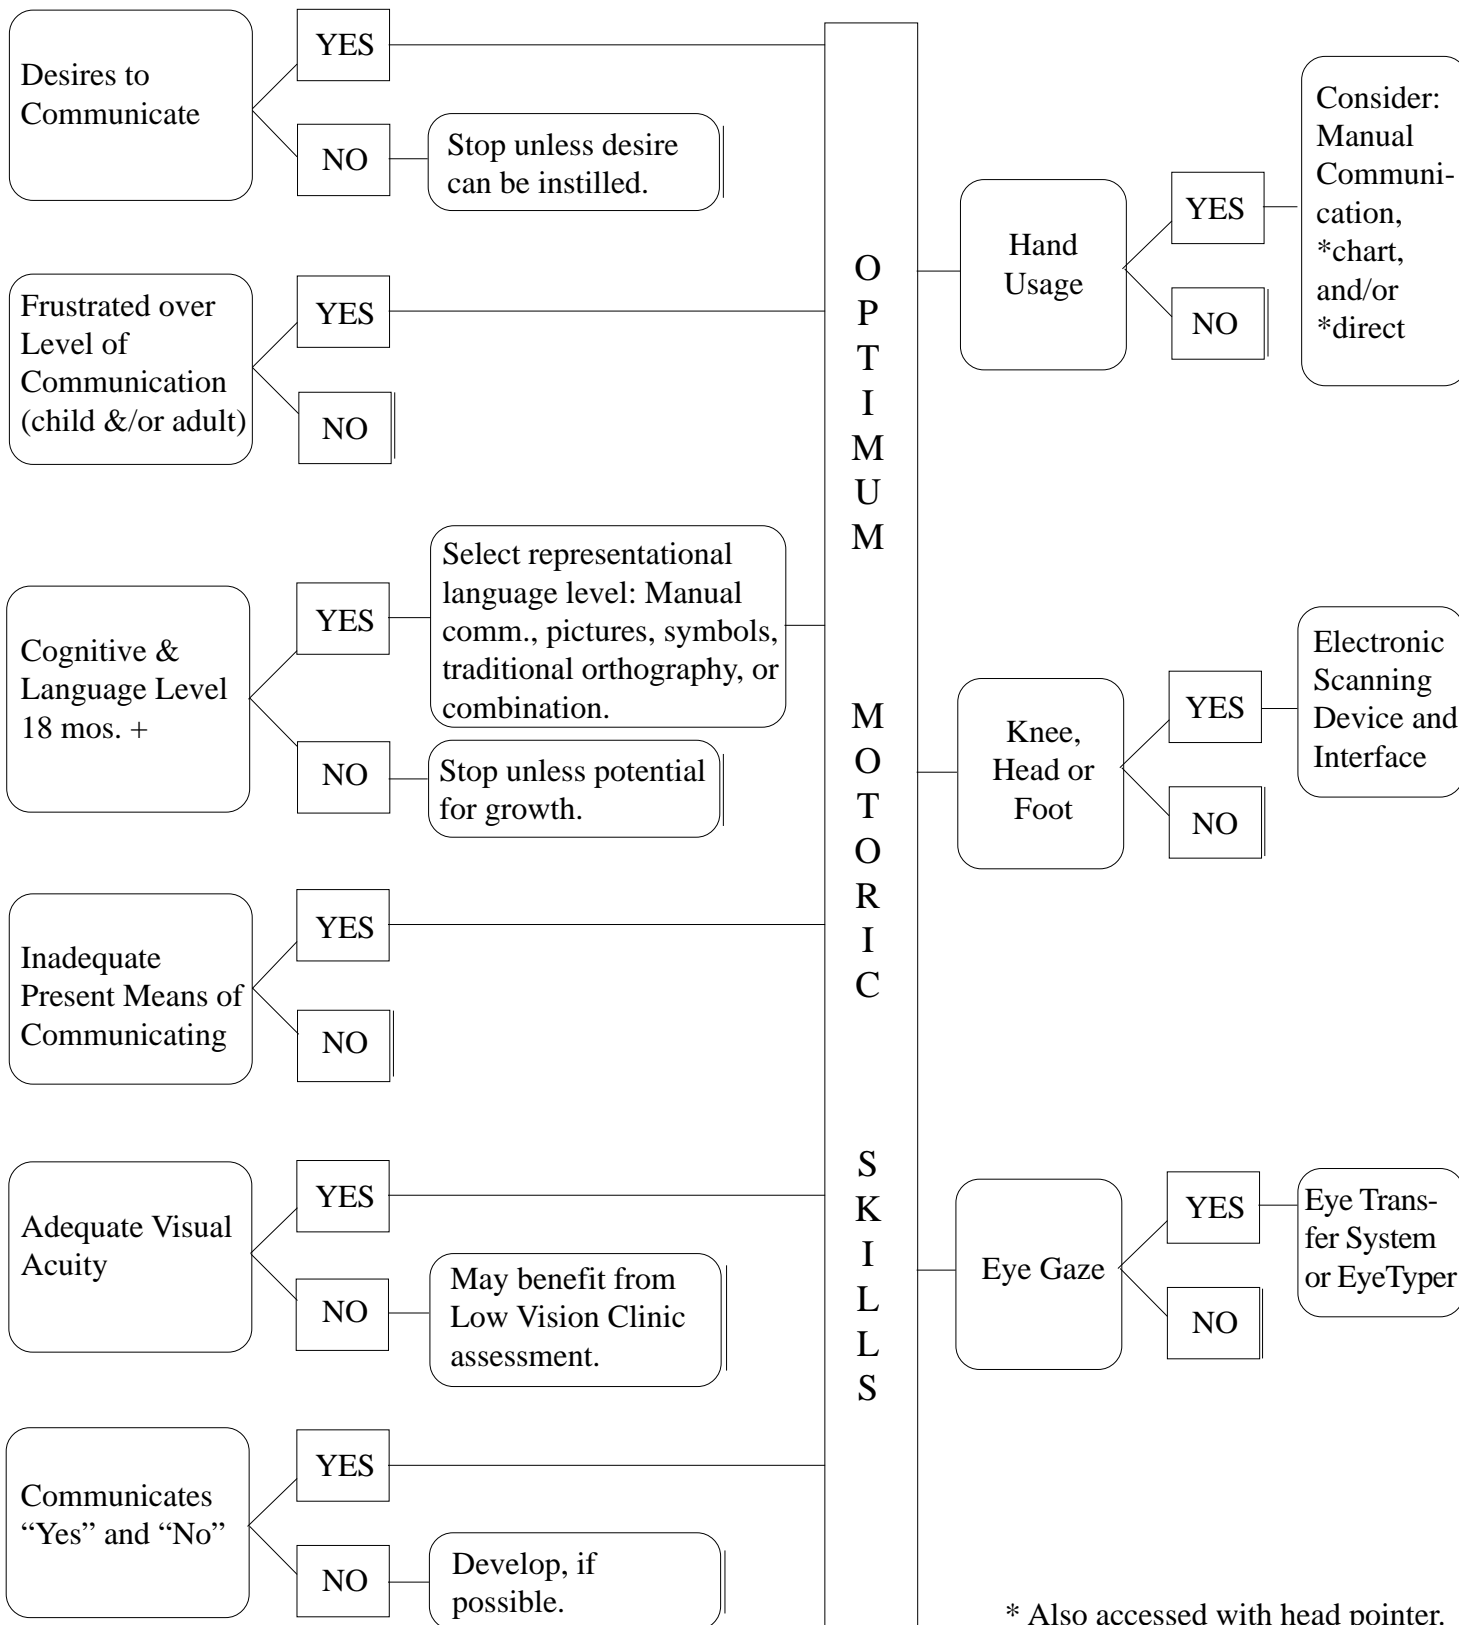 Desires to
Communicate
YES
NO
Stop unless desire
can be instilled.
Frustrated over
Level of
Communication
(child &/or adult)
YES
NO
Cognitive &
Language Level
18 mos. +
YES
Select representational
language level: Manual
comm., pictures, symbols,
traditional orthography, or
combination.
NO
Stop unless potential
for growth.
Inadequate
Present Means of
Communicating
YES
NO
Adequate Visual
Acuity
YES
NO
May benefit from
Low Vision Clinic
assessment.
Communicates
“Yes” and “No”
YES
NO
Develop, if
possible.
OPTIMUM
MOTORIC
SKILLS
Hand
Usage
YES
NO
Consider:
Manual
Communi-
cation,
*chart,
and/or
*direct
Knee,
Head or
Foot
YES
NO
Electronic
Scanning
Device and
Interface
Eye Gaze
YES
NO
Eye Trans-
fer System
or EyeTyper
* Also accessed with head pointer.